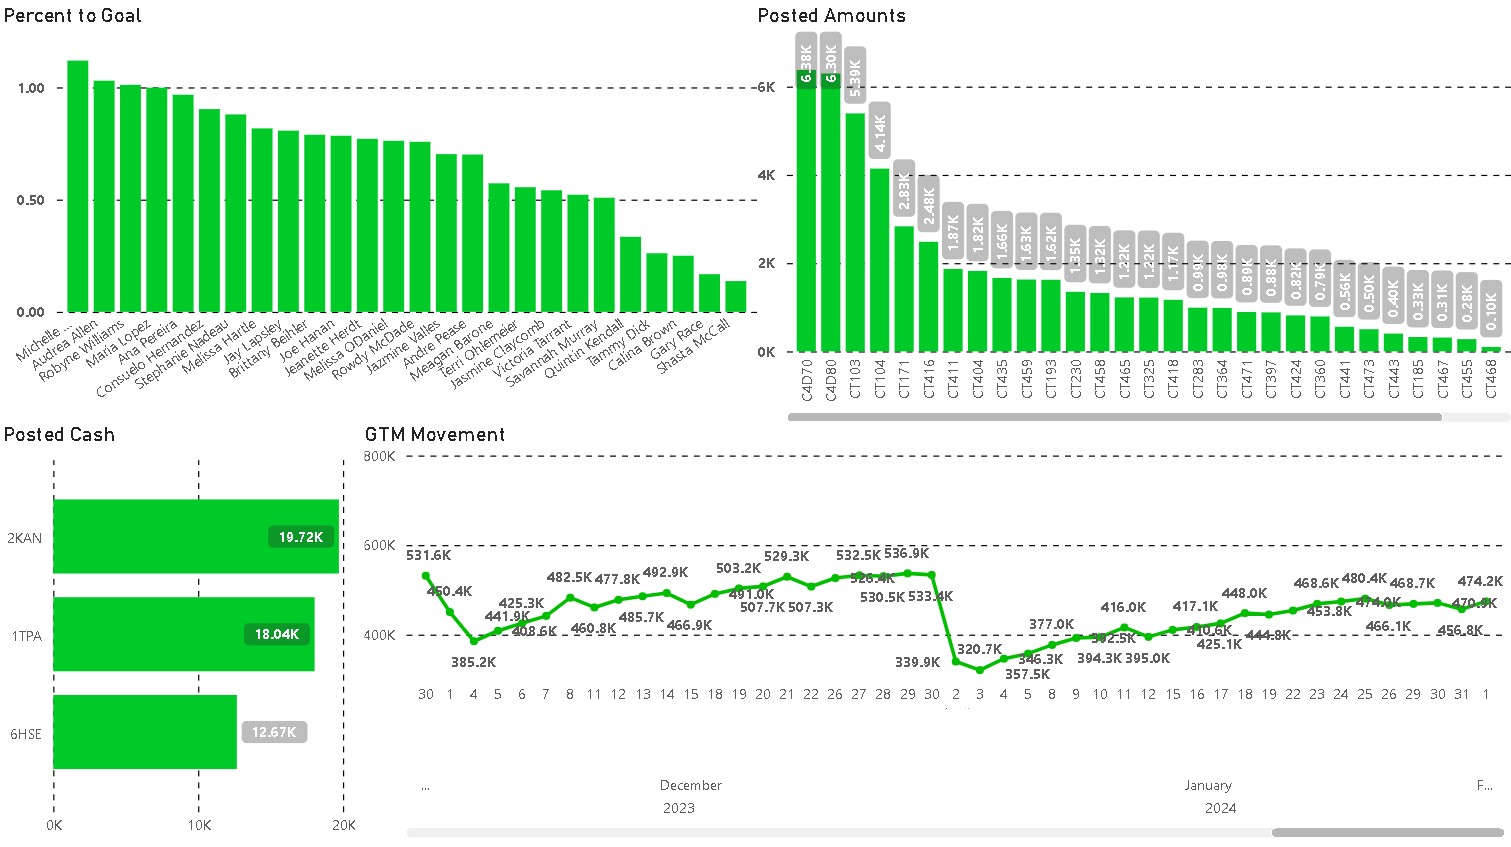 Percent to Goal
1.00
0.50
0.00
Michelle ...
Audrea Allen
Robyne Williams
Maria Lopez
Ana Pereira
Consuelo Hernandez
Stephanie Nadeau
Melissa Hartle
Jay Lapsley
Brittany Beihler
Joe Hanan
Jeanette Herdt
Melissa ODaniel
Rowdy McDade
Jazmine Valles
Andre Pease
Meagan Barone
Terri Ohlemeier
Jasmine Claycomb
Victoria Tarrant
Savannah Murray
Quintin Kendall
Tammy Dick
Calina Brown
Gary Race
Shasta McCall
Posted Amounts
6K
4K
2K
0K
6.38K
6.30K
5.39K
4.14K
2.83K
2.48K
1.87K
1.82K
1.66K
1.63K
1.62K
1.35K
1.32K
1.22K
1.22K
1.17K
0.99K
0.98K
0.89K
0.88K
0.82K
0.79K
0.56K
0.50K
0.40K
0.33K
0.31K
0.28K
0.10K
C4D70
C4D80
CT103
CT104
CT171
CT416
CT411
CT404
CT435
CT459
CT193
CT230
CT458
CT465
CT325
CT418
CT283
CT364
CT471
CT397
CT424
CT360
CT441
CT473
CT443
CT185
CT467
CT455
CT468
Posted Cash
2KAN
19.72K
1TPA
18.04K
6HSE
12.67K
0K 10K 20K
GTM Movement
800K
600K
400K
531.6K
450.4K
385.2K
441.9K
425.3K
408.6K
482.5K
460.8K
477.8K
485.7K
492.9K
466.9K
503.2K
491.0K
507.7K
529.3K
507.3K
532.5K
526.4K
530.5K
536.9K
533.4K
339.9K
320.7K
357.5K
346.3K
377.0K
394.3K
392.5K
416.0K
395.0K
417.1K
410.6K
425.1K
448.0K
444.8K
468.6K
453.8K
480.4K
474.0K
466.1K
468.7K
456.8K
470.9K
474.2K
30 1 4 5 6 7 8 11 12 13 14 15 18 19 20 21 22 26 27 28 29 30 2 3 4 5 8 9 10 11 12 15 16 17 18 19 22 23 24 25 26 29 30 31 1
... December January F...
2023 2024